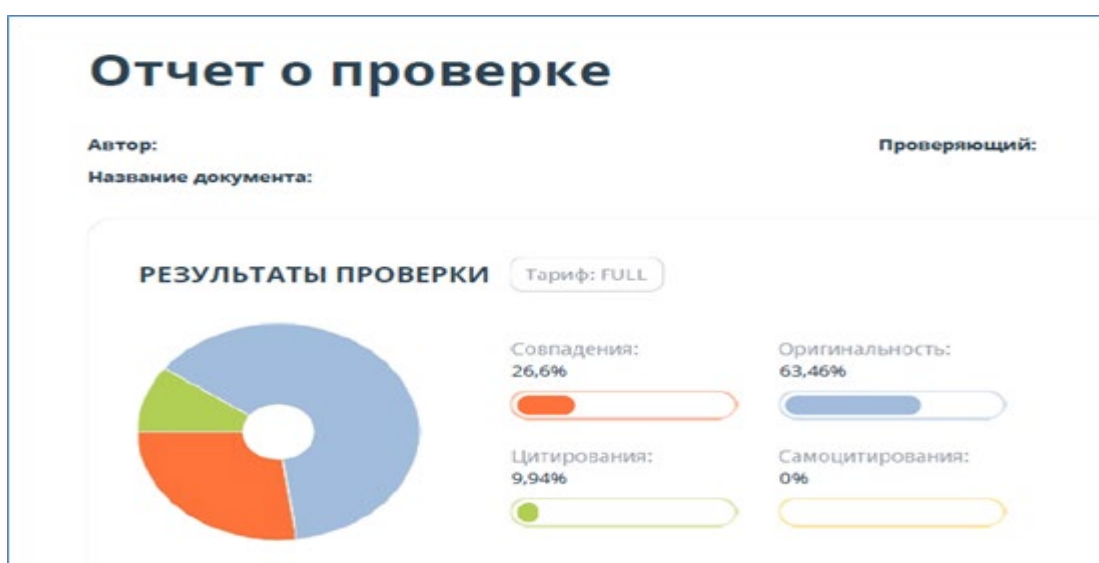 Отчет о проверке
Автор:
Проверяющий:
Название документа:
РЕЗУЛЬТАТЫ ПРОВЕРКИ
Тариф: FULL
Совпадения:
26,6%
Оригинальность:
63,46%
Цитирования:
9,94%
Самоцитирования:
0%